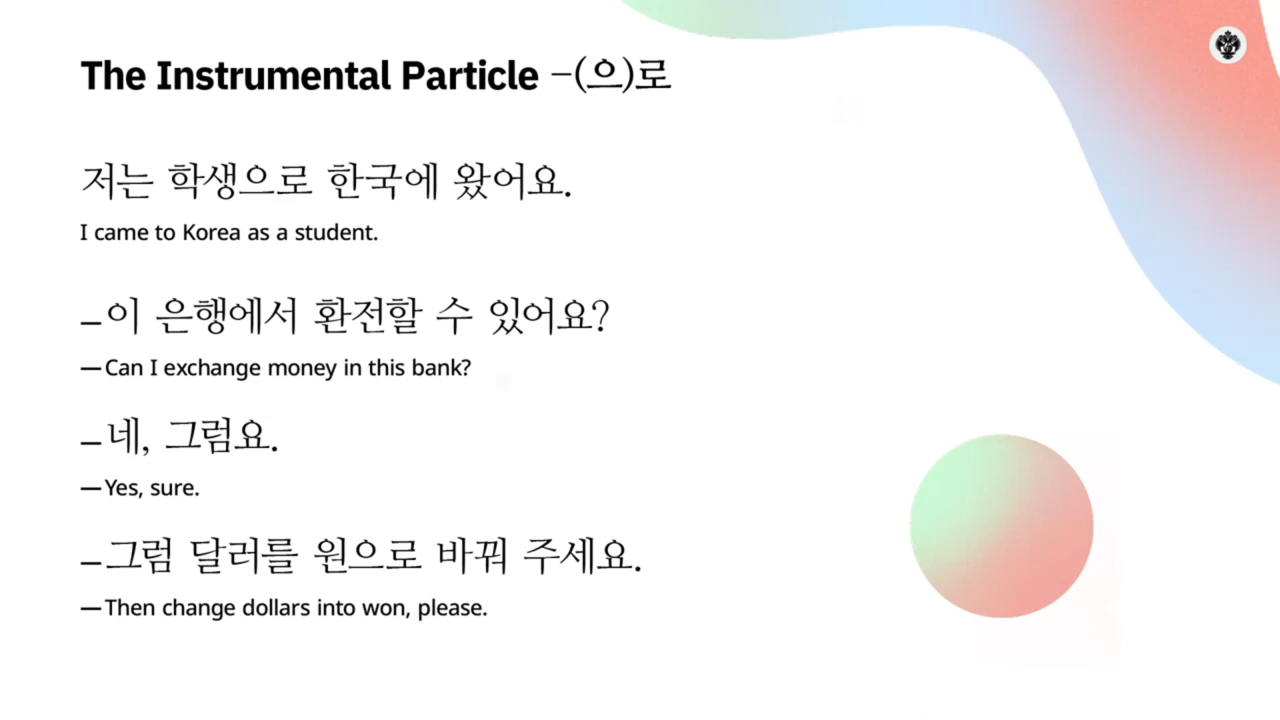 The Instrumental Particle –(으)로
저는 학생으로 한국에 왔어요.
I came to Korea as a student.
–이 은행에서 환전할 수 있어요?
—Can I exchange money in this bank?
–네, 그럼요.
—Yes, sure.
–그럼 달러를 원으로 바꿔 주세요.
—Then change dollars into won, please.